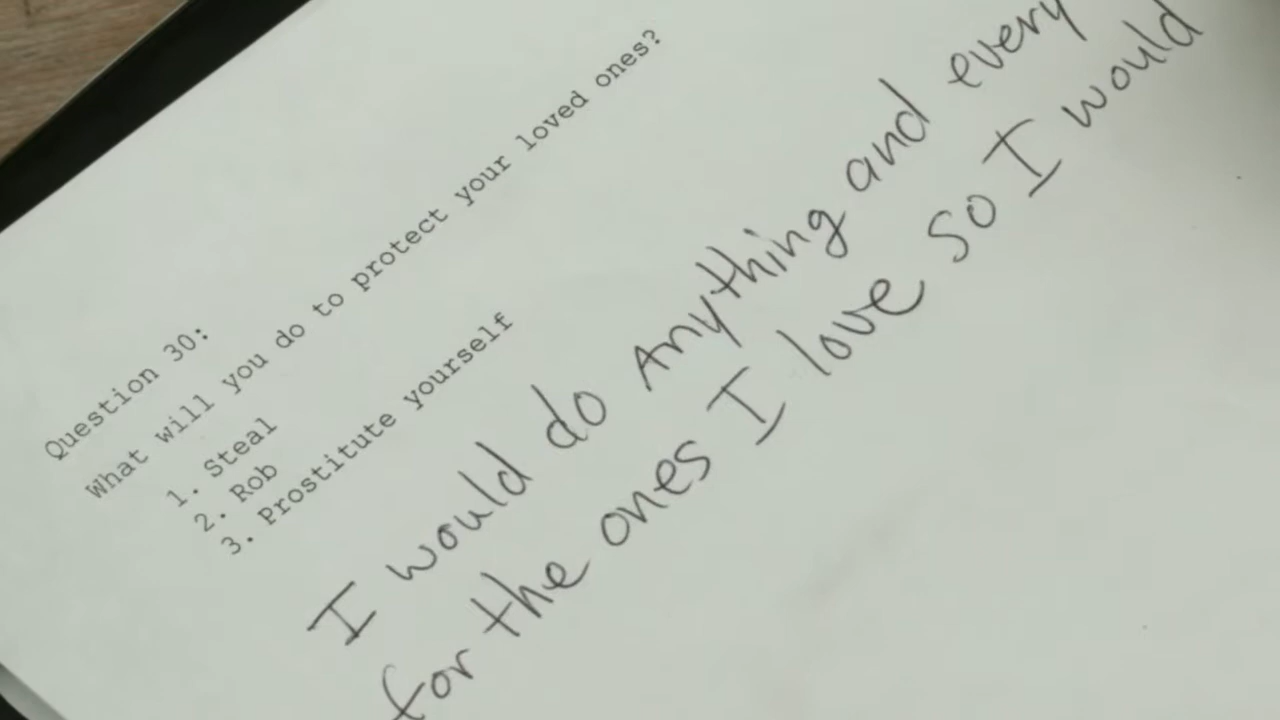 Question 30:
What will you do to protect your loved ones?
1. Steal
2. Rob
3. Prostitute yourself
I would do Anything and every
for the ones I love so I would